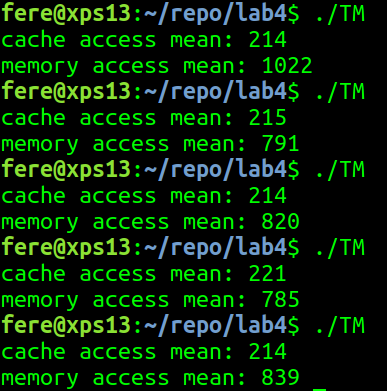 fere@xps13:~/repo/lab4$ ./TM
cache access mean: 214
memory access mean: 1022
fere@xps13:~/repo/lab4$ ./TM
cache access mean: 215
memory access mean: 791
fere@xps13:~/repo/lab4$ ./TM
cache access mean: 214
memory access mean: 820
fere@xps13:~/repo/lab4$ ./TM
cache access mean: 221
memory access mean: 785
fere@xps13:~/repo/lab4$ ./TM
cache access mean: 214
memory access mean: 839